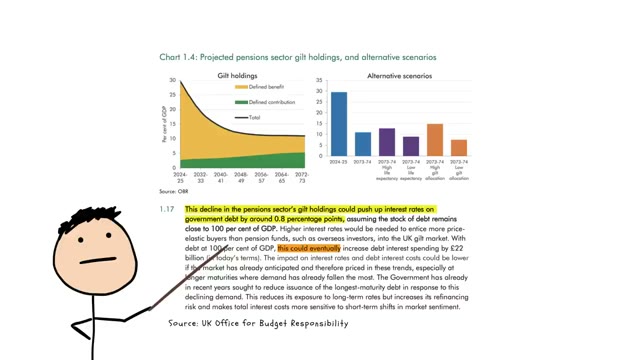 Chart 1.4: Projected pensions sector gilt holdings, and alternative scenarios
Gilt holdings
Per cent of GDP
30
25
20
15
10
5
0
Defined benefit
Defined contribution
Total
2024-25
2032-33
2040-41
2048-49
2056-57
2064-65
2072-73
Alternative scenarios
35
30
25
20
15
10
5
0
2024-25
2073-74
2073-74 High life expectancy
2073-74 Low life expectancy
2073-74 High gilt allocation
2073-74 Low gilt allocation
Source: OBR
1.17 This decline in the pensions sector's gilt holdings could push up interest rates on
government debt by around 0.8 percentage points, assuming the stock of debt remains
close to 100 per cent of GDP. Higher interest rates would be needed to entice more price-
elastic buyers than pension funds, such as overseas investors, into the UK gilt market. With
debt at 100 per cent of GDP, this could eventually increase debt interest spending by £22
billion (in today's terms). The impact on interest rates and debt interest costs could be lower
if the market has already anticipated and therefore priced in these trends, especially at
longer maturities where demand has already fallen the most. The Government has already
in recent years sought to reduce issuance of the longest-maturity debt in response to this
declining demand. This reduces its exposure to long-term rates but increases its refinancing
risk and makes total interest costs more sensitive to short-term shifts in market sentiment.
Source: UK Office for Budget Responsibility